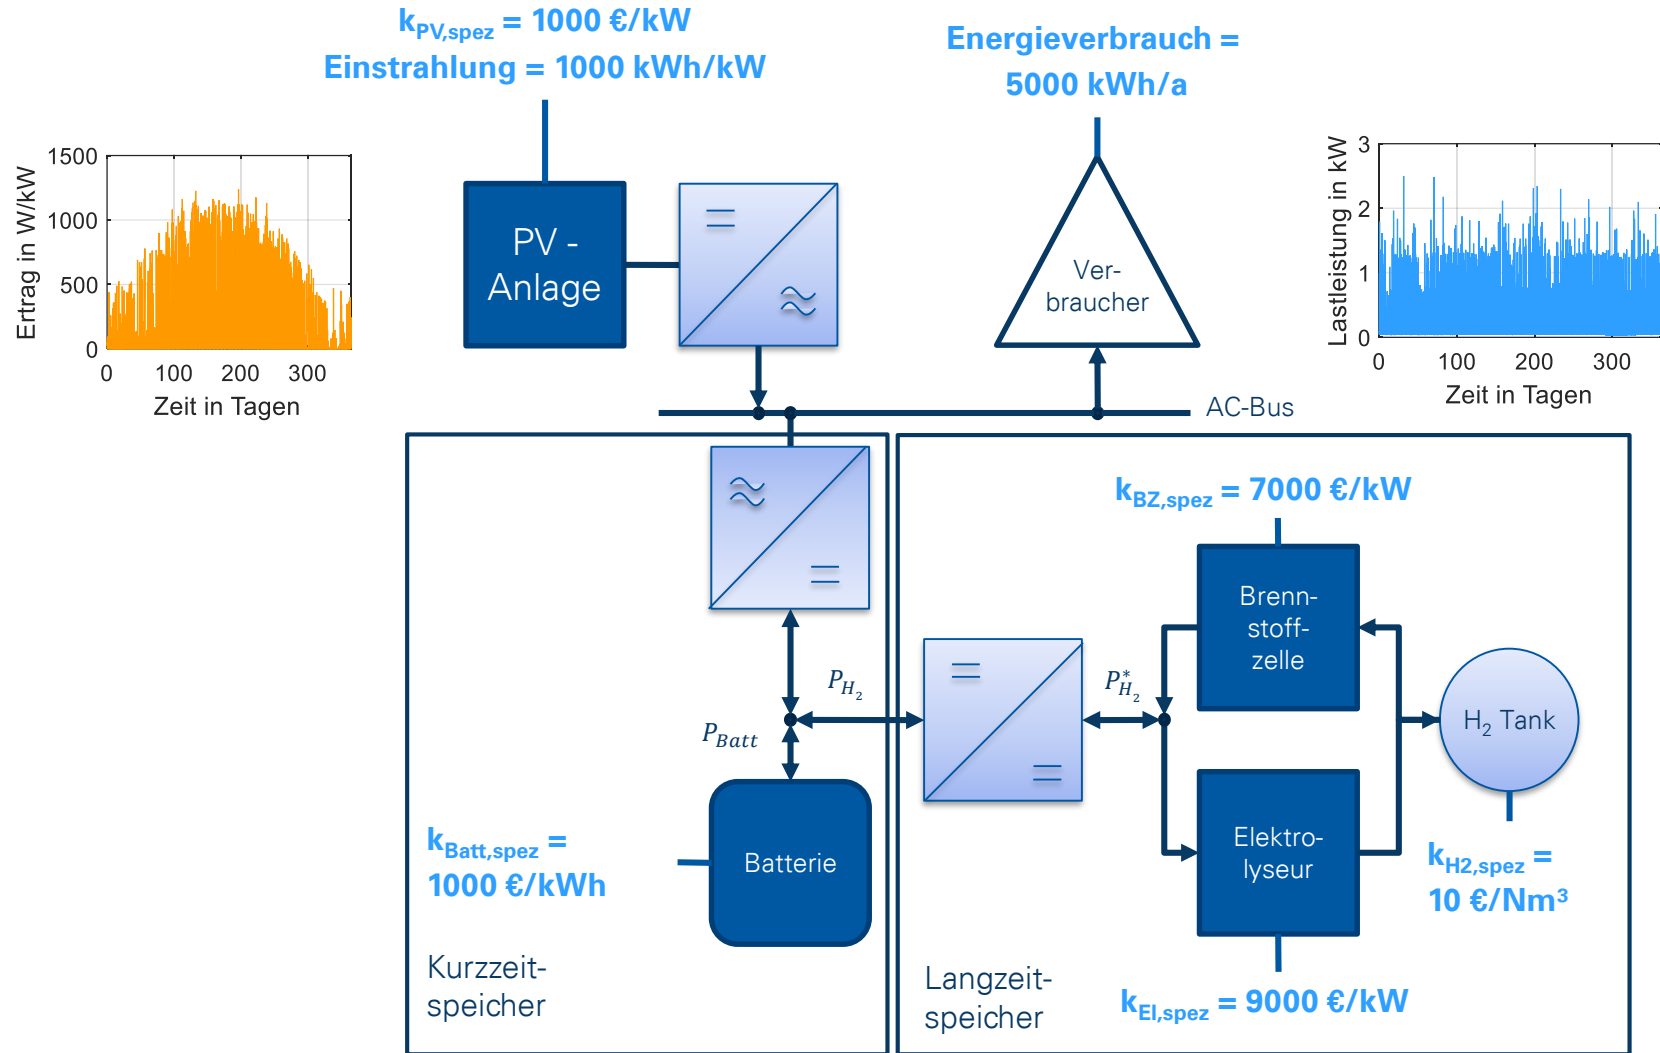 k_PV,spez = 1000 €/kW
Einstrahlung = 1000 kWh/kW
Energieverbrauch =
5000 kWh/a
Ertrag in W/kW
1500
1000
500
0
0 100 200 300
Zeit in Tagen
PV -
Anlage
Ver-
braucher
Lastleistung in kW
3
2
1
0
0 100 200 300
Zeit in Tagen
AC-Bus
k_BZ,spez = 7000 €/kW
Brenn-
stoff-
zelle
P_H₂
P*_H₂
P_Batt
H₂ Tank
k_Batt,spez =
1000 €/kWh
Batterie
Elektro-
lyseur
k_H2,spez =
10 €/Nm³
Kurzzeit-
speicher
Langzeit-
speicher
k_El,spez = 9000 €/kW